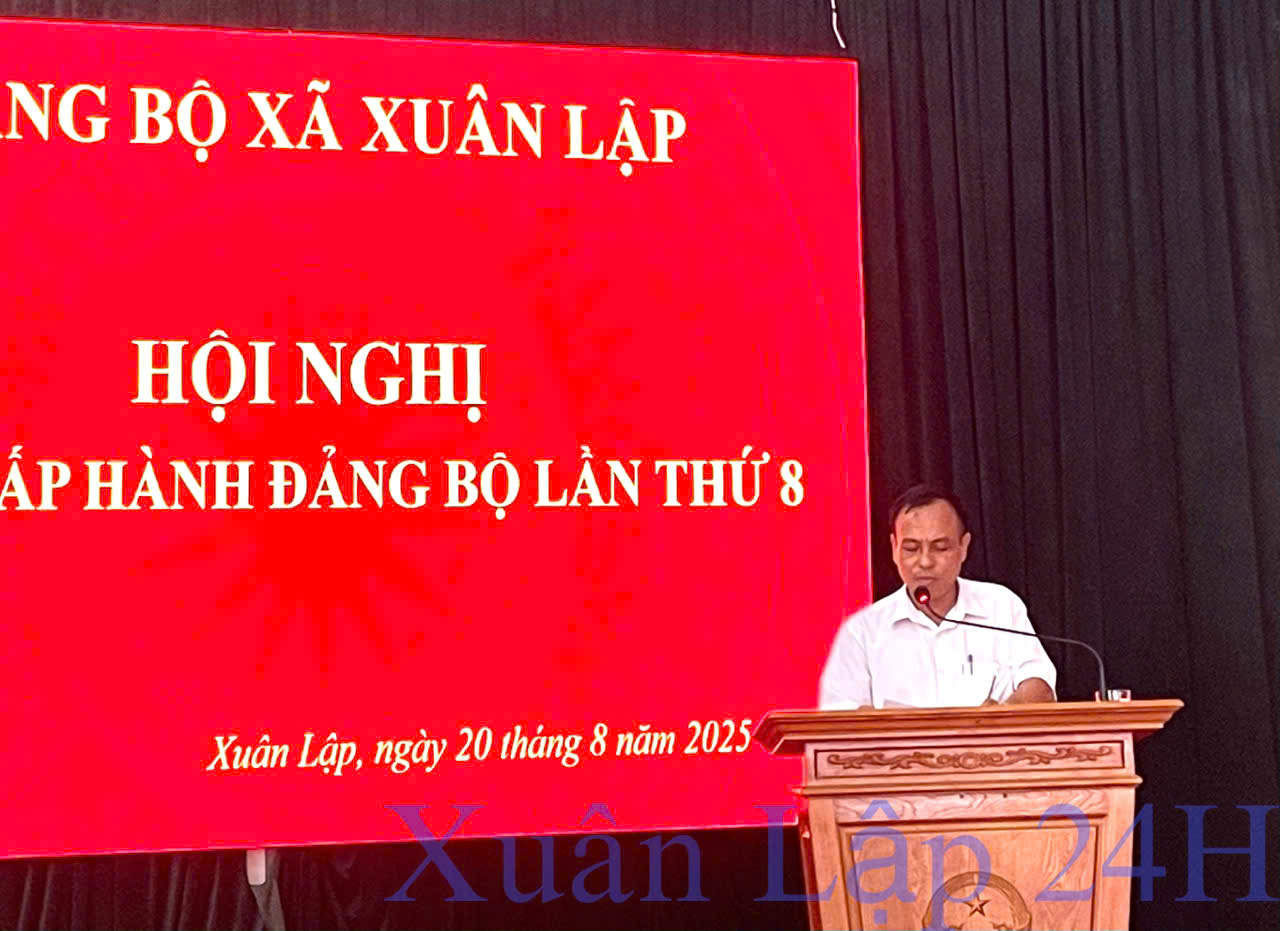 NG BỘ XÃ XUÂN LẬP
HỘI NGHỊ
ẤP HÀNH ĐẢNG BỘ LẦN THỨ 8
Xuân Lập, ngày 20 tháng 8 năm 2025
Xuân Lập 24H